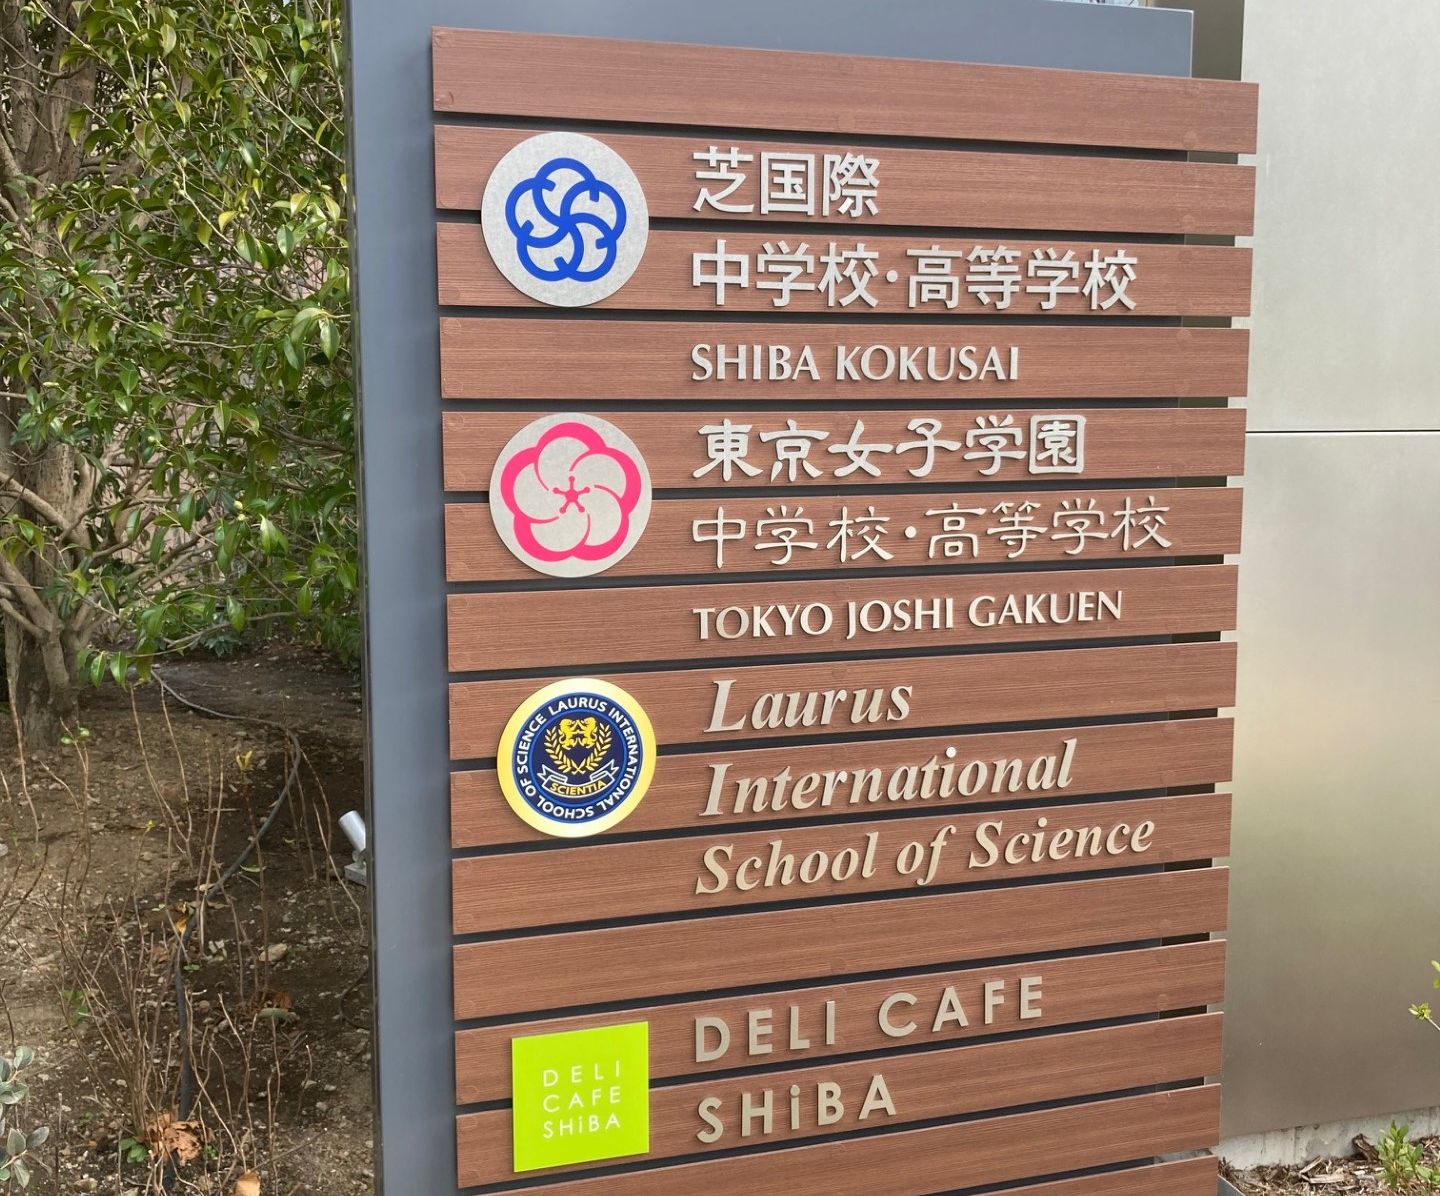 芝国際
中学校・高等学校
SHIBA KOKUSAI
東京女子学園
中学校・高等学校
TOKYO JOSHI GAKUEN
LAURUS INTERNATIONAL SCHOOL OF SCIENCE
SCIENTIA
Laurus
International
School of Science
DELI
CAFE
SHiBA
DELI CAFE
SHiBA